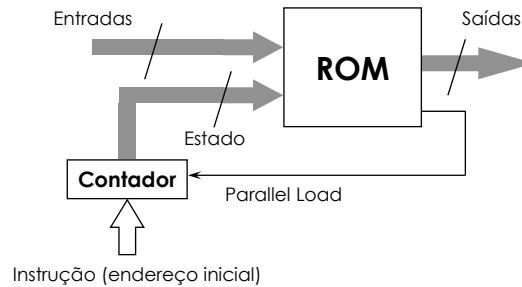 Entradas
Saídas
ROM
Estado
Contador
Parallel Load
Instrução (endereço inicial)